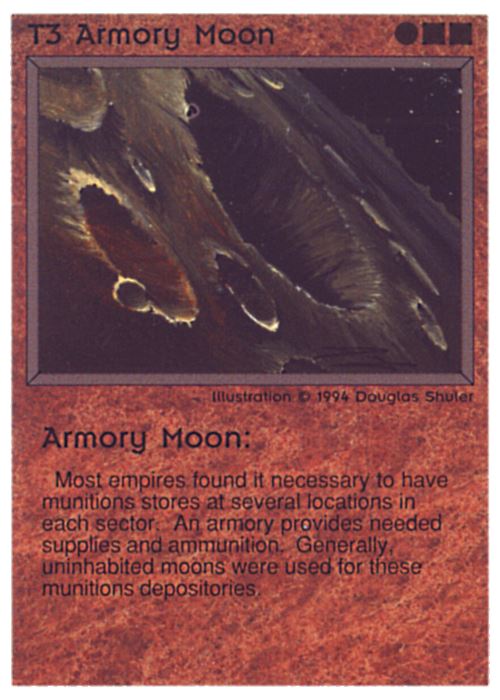 T3 Armory Moon
Illustration © 1994 Douglas Shuler
Armory Moon:
Most empires found it necessary to have
munitions stores at several locations in
each sector. An armory provides needed
supplies and ammunition. Generally,
uninhabited moons were used for these
munitions depositories.